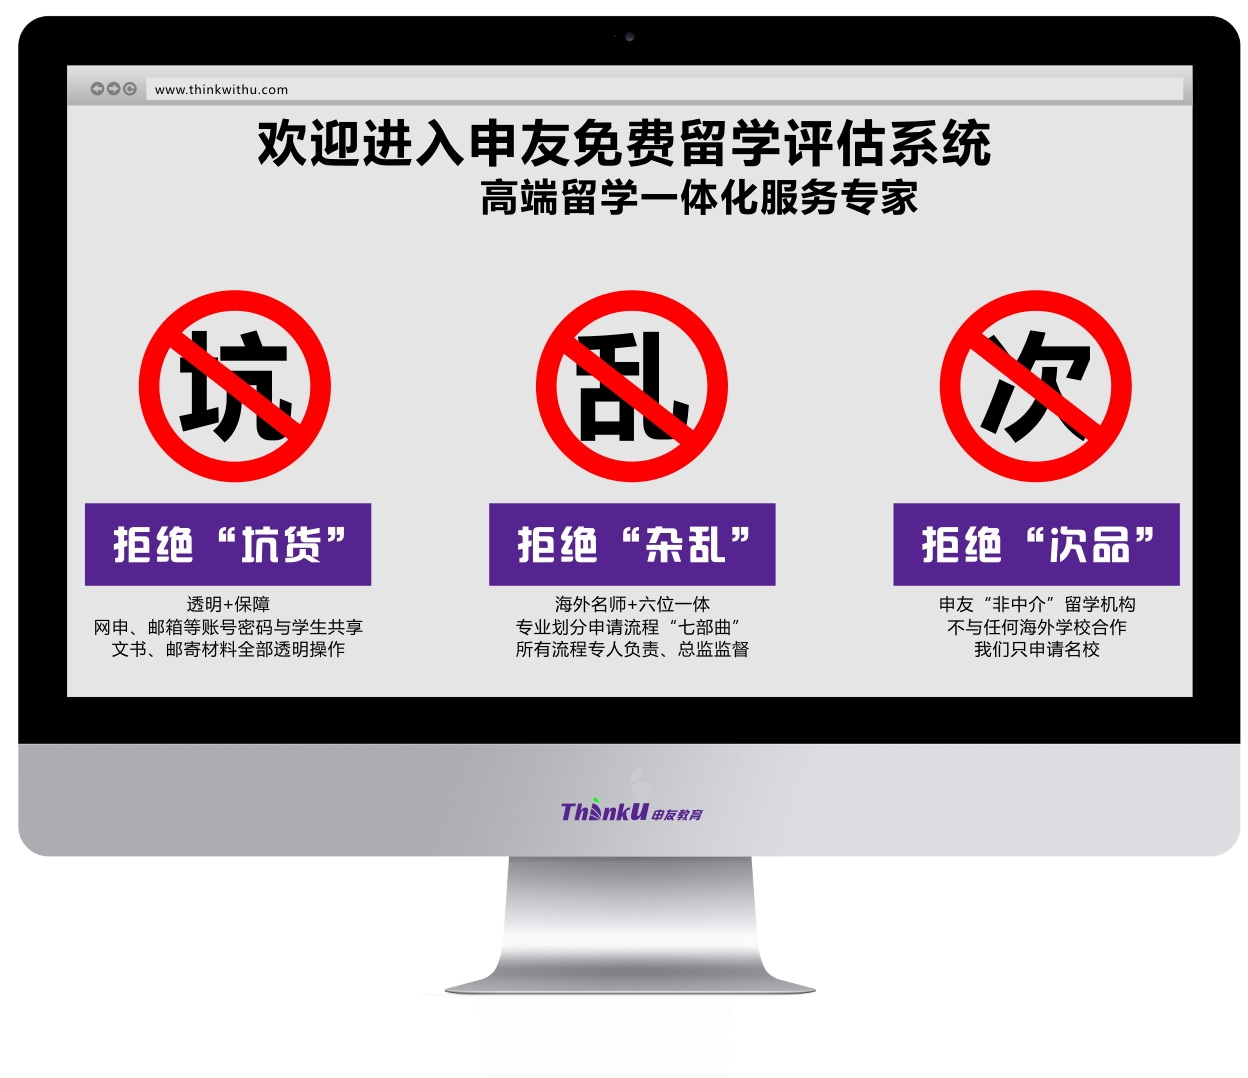 www.thinkwithu.com
欢迎进入申友免费留学评估系统
高端留学一体化服务专家
坑
乱
次
拒绝“坑货”
拒绝“杂乱”
拒绝“次品”
透明+保障
网申、邮箱等账号密码与学生共享
文书、邮寄材料全部透明操作
海外名师+六位一体
专业划分申请流程“七部曲”
所有流程专人负责、总监监督
申友“非中介”留学机构
不与任何海外学校合作
我们只申请名校
ThinkU 申友教育